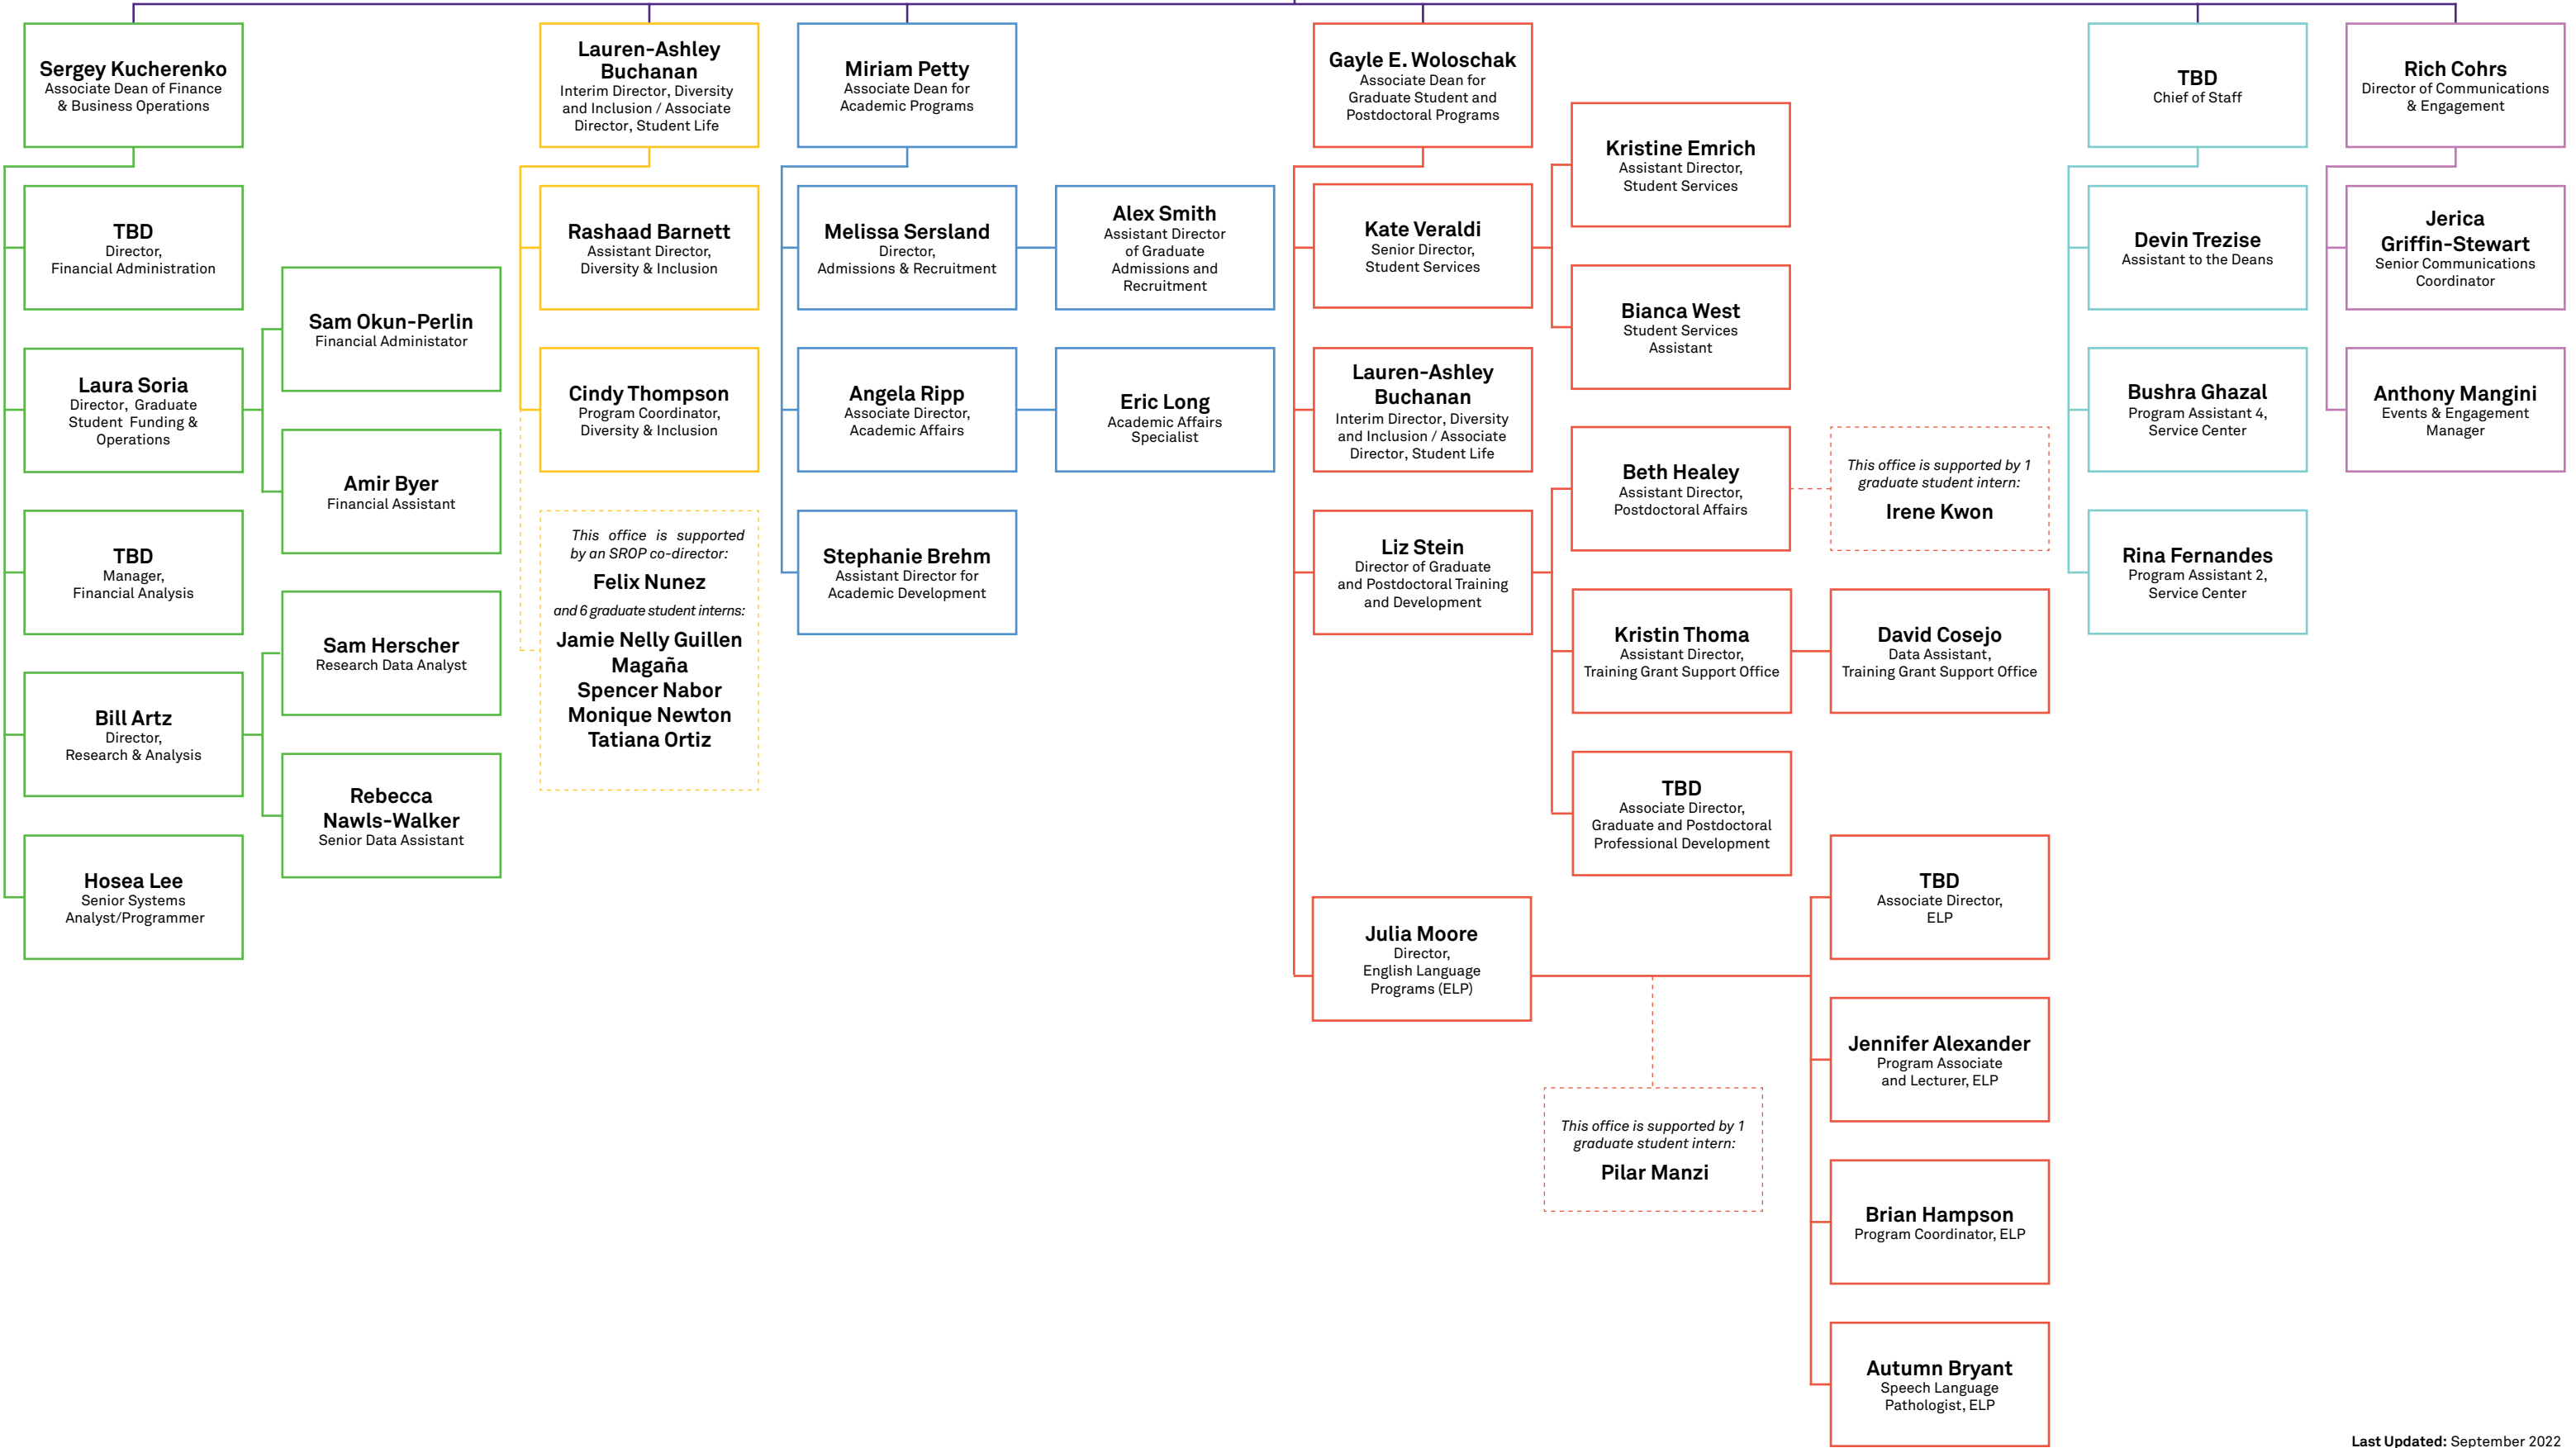 Sergey Kucherenko
Associate Dean of Finance
& Business Operations
TBD
Director,
Financial Administration
Laura Soria
Director, Graduate
Student Funding &
Operations
Sam Okun-Perlin
Financial Administator
Amir Byer
Financial Assistant
TBD
Manager,
Financial Analysis
Bill Artz
Director,
Research & Analysis
Sam Herscher
Research Data Analyst
Rebecca
Nawls-Walker
Senior Data Assistant
Hosea Lee
Senior Systems
Analyst/Programmer
Lauren-Ashley
Buchanan
Interim Director, Diversity
and Inclusion / Associate
Director, Student Life
Rashaad Barnett
Assistant Director,
Diversity & Inclusion
Cindy Thompson
Program Coordinator,
Diversity & Inclusion
This office is supported
by an SROP co-director:
Felix Nunez
and 6 graduate student interns:
Jamie Nelly Guillen
Magaña
Spencer Nabor
Monique Newton
Tatiana Ortiz
Miriam Petty
Associate Dean for
Academic Programs
Melissa Sersland
Director,
Admissions & Recruitment
Alex Smith
Assistant Director
of Graduate
Admissions and
Recruitment
Angela Ripp
Associate Director,
Academic Affairs
Eric Long
Academic Affairs
Specialist
Stephanie Brehm
Assistant Director for
Academic Development
Gayle E. Woloschak
Associate Dean for
Graduate Student and
Postdoctoral Programs
Kate Veraldi
Senior Director,
Student Services
Kristine Emrich
Assistant Director,
Student Services
Bianca West
Student Services
Assistant
Lauren-Ashley
Buchanan
Interim Director, Diversity
and Inclusion / Associate
Director, Student Life
Liz Stein
Director of Graduate
and Postdoctoral Training
and Development
Beth Healey
Assistant Director,
Postdoctoral Affairs
This office is supported by 1
graduate student intern:
Irene Kwon
Kristin Thoma
Assistant Director,
Training Grant Support Office
David Cosejo
Data Assistant,
Training Grant Support Office
TBD
Associate Director,
Graduate and Postdoctoral
Professional Development
Julia Moore
Director,
English Language
Programs (ELP)
This office is supported by 1
graduate student intern:
Pilar Manzi
TBD
Associate Director,
ELP
Jennifer Alexander
Program Associate
and Lecturer, ELP
Brian Hampson
Program Coordinator, ELP
Autumn Bryant
Speech Language
Pathologist, ELP
TBD
Chief of Staff
Devin Trezise
Assistant to the Deans
Bushra Ghazal
Program Assistant 4,
Service Center
Rina Fernandes
Program Assistant 2,
Service Center
Rich Cohrs
Director of Communications
& Engagement
Jerica
Griffin-Stewart
Senior Communications
Coordinator
Anthony Mangini
Events & Engagement
Manager
Last Updated: September 2022